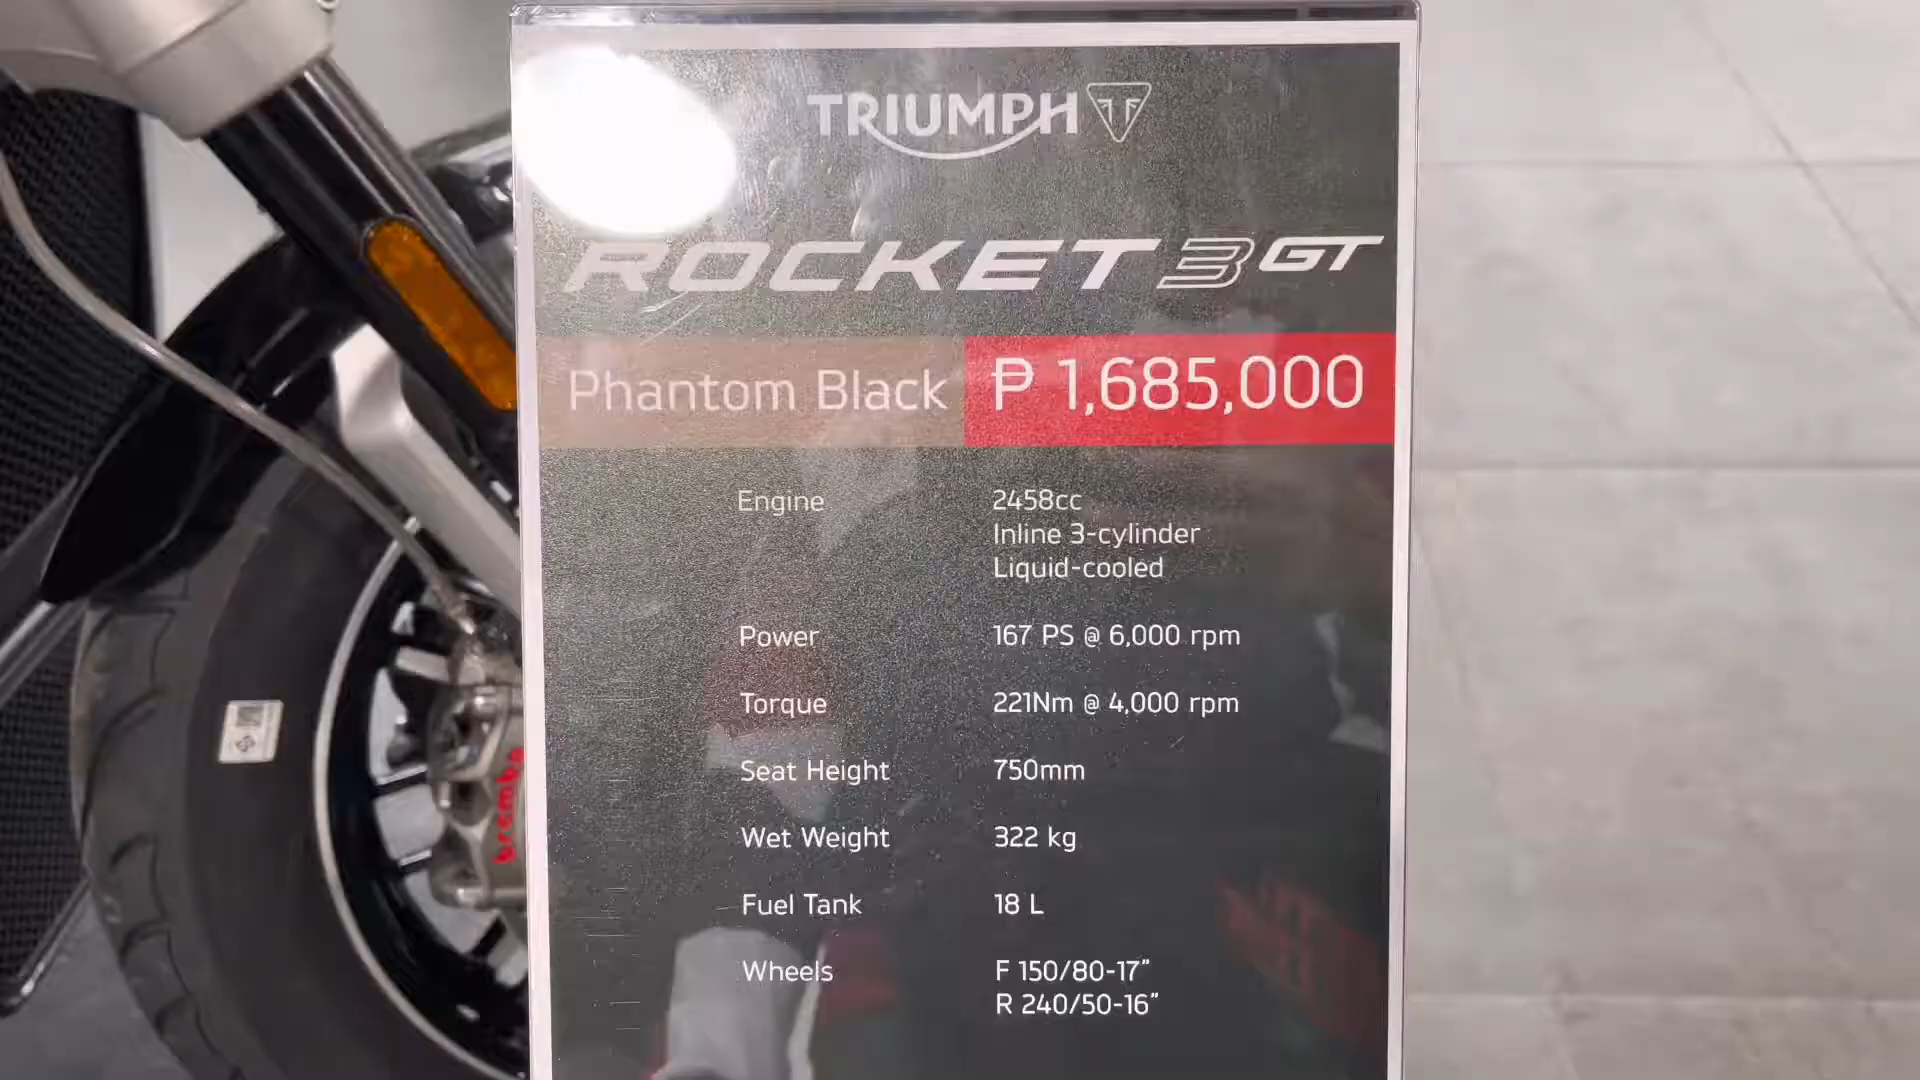 TRIUMPH
ROCKET 3 GT
Phantom Black ₱ 1,685,000
Engine 2458cc
Inline 3-cylinder
Liquid-cooled
Power 167 PS @ 6,000 rpm
Torque 221Nm @ 4,000 rpm
Seat Height 750mm
Wet Weight 322 kg
Fuel Tank 18 L
Wheels F 150/80-17”
R 240/50-16”
brembo